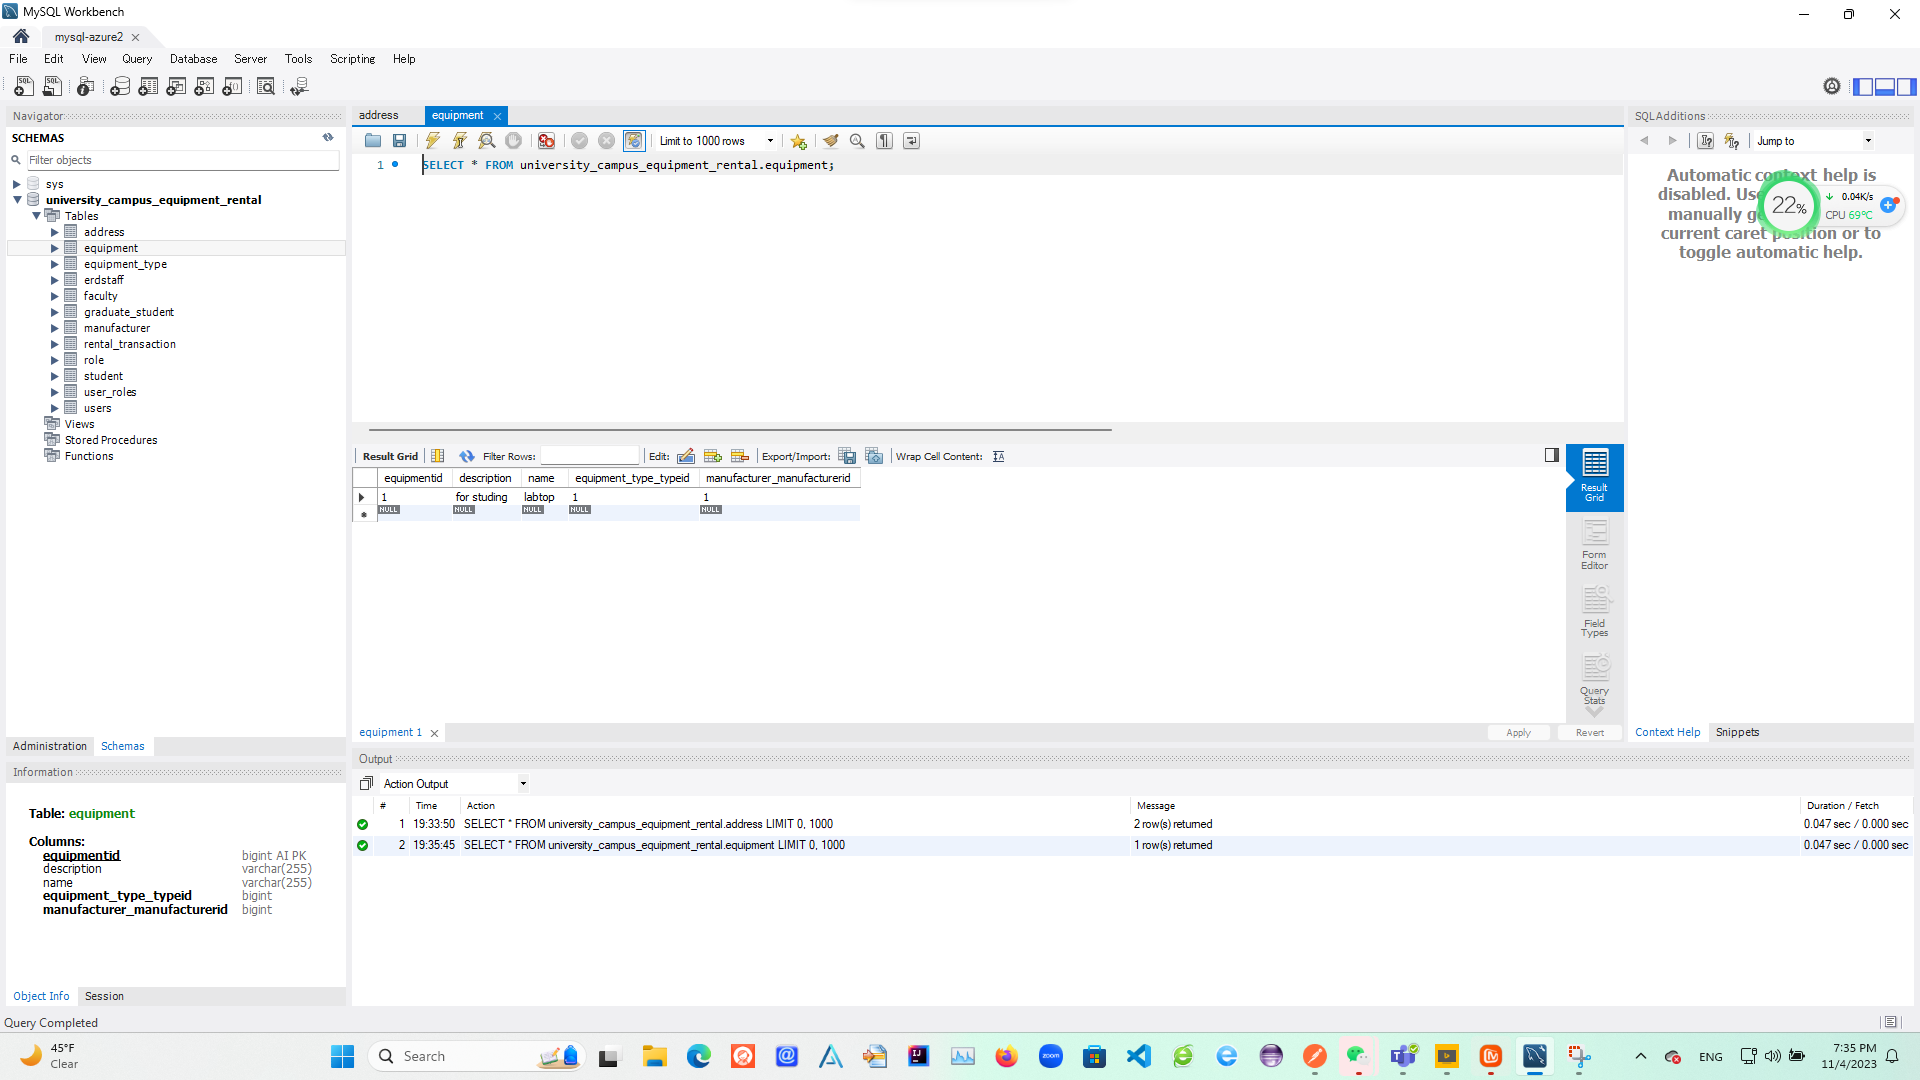 MySQL Workbench
mysql-azure2
File Edit View Query Database Server Tools Scripting Help
Navigator
SCHEMAS
Filter objects
sys
university_campus_equipment_rental
Tables
address
equipment
equipment_type
erdstaff
faculty
graduate_student
manufacturer
rental_transaction
role
student
user_roles
users
Views
Stored Procedures
Functions
Administration Schemas
Information
Table: equipment
Columns:
equipmentid bigint AI PK
description varchar(255)
name varchar(255)
equipment_type_typeid bigint
manufacturer_manufacturerid bigint
Object Info Session
Query Completed
address equipment
Limit to 1000 rows
1 SELECT * FROM university_campus_equipment_rental.equipment;
Result Grid Filter Rows: Edit: Export/Import: Wrap Cell Content:
equipmentid description name equipment_type_typeid manufacturer_manufacturerid
1 for studing labtop 1 1
NULL NULL NULL NULL NULL
Result
Grid
Form
Editor
Field
Types
Query
Stats
equipment 1 Apply Revert
SQLAdditions
Jump to
Automatic context help is
disabled. Use
manually
current caret position or to
toggle automatic help.
22%
0.04K/s
CPU 69°C
Context Help Snippets
Output
Action Output
# Time Action Message Duration / Fetch
1 19:33:50 SELECT * FROM university_campus_equipment_rental.address LIMIT 0, 1000 2 row(s) returned 0.047 sec / 0.000 sec
2 19:35:45 SELECT * FROM university_campus_equipment_rental.equipment LIMIT 0, 1000 1 row(s) returned 0.047 sec / 0.000 sec
45°F
Clear
Search
zoom
ENG
7:35 PM
11/4/2023